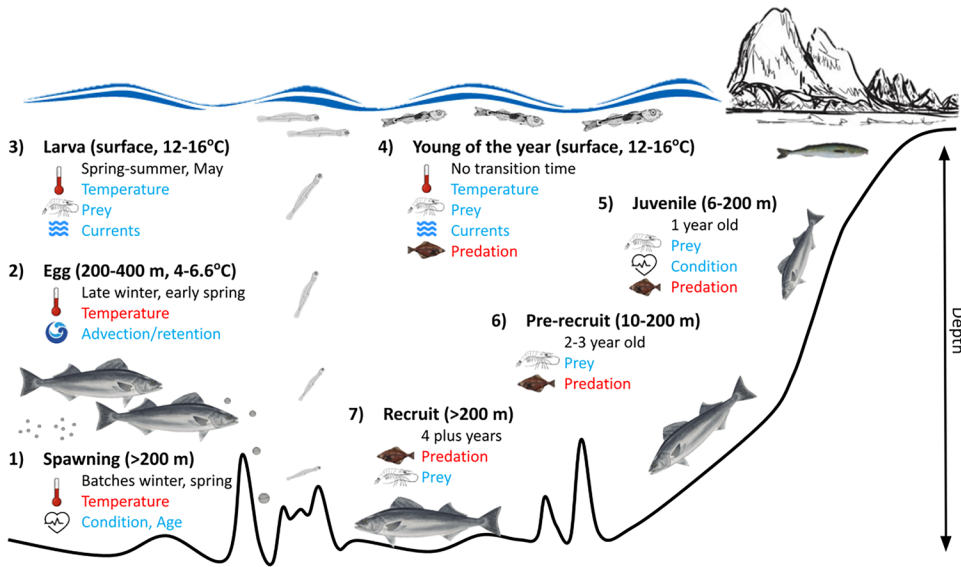 3) Larva (surface, 12-16°C)
Spring-summer, May
Temperature
Prey
Currents
4) Young of the year (surface, 12-16°C)
No transition time
Temperature
Prey
Currents
Predation
5) Juvenile (6-200 m)
1 year old
Prey
Condition
Predation
2) Egg (200-400 m, 4-6.6°C)
Late winter, early spring
Temperature
Advection/retention
6) Pre-recruit (10-200 m)
2-3 year old
Prey
Predation
7) Recruit (>200 m)
4 plus years
Predation
Prey
1) Spawning (>200 m)
Batches winter, spring
Temperature
Condition, Age
Depth